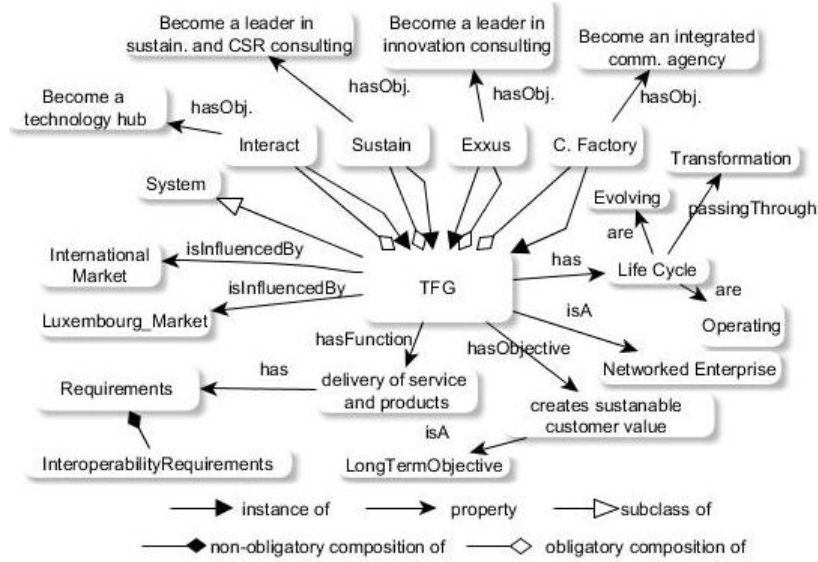 Become a leader in
sustain. and CSR consulting
Become a leader in
innovation consulting
Become an integrated
comm. agency
Become a
technology hub
hasObj.
hasObj.
hasObj.
hasObj.
Interact
Sustain
Exxus
C. Factory
Transformation
System
Evolving
passingThrough
are
International
Market
isInfluencedBy
has
Life Cycle
isInfluencedBy
TFG
are
Luxembourg_Market
isA
Operating
hasFunction
hasObjective
has
Networked Enterprise
Requirements
delivery of service
and products
creates sustanable
customer value
isA
InteroperabilityRequirements
LongTermObjective
instance of
property
subclass of
non-obligatory composition of
obligatory composition of